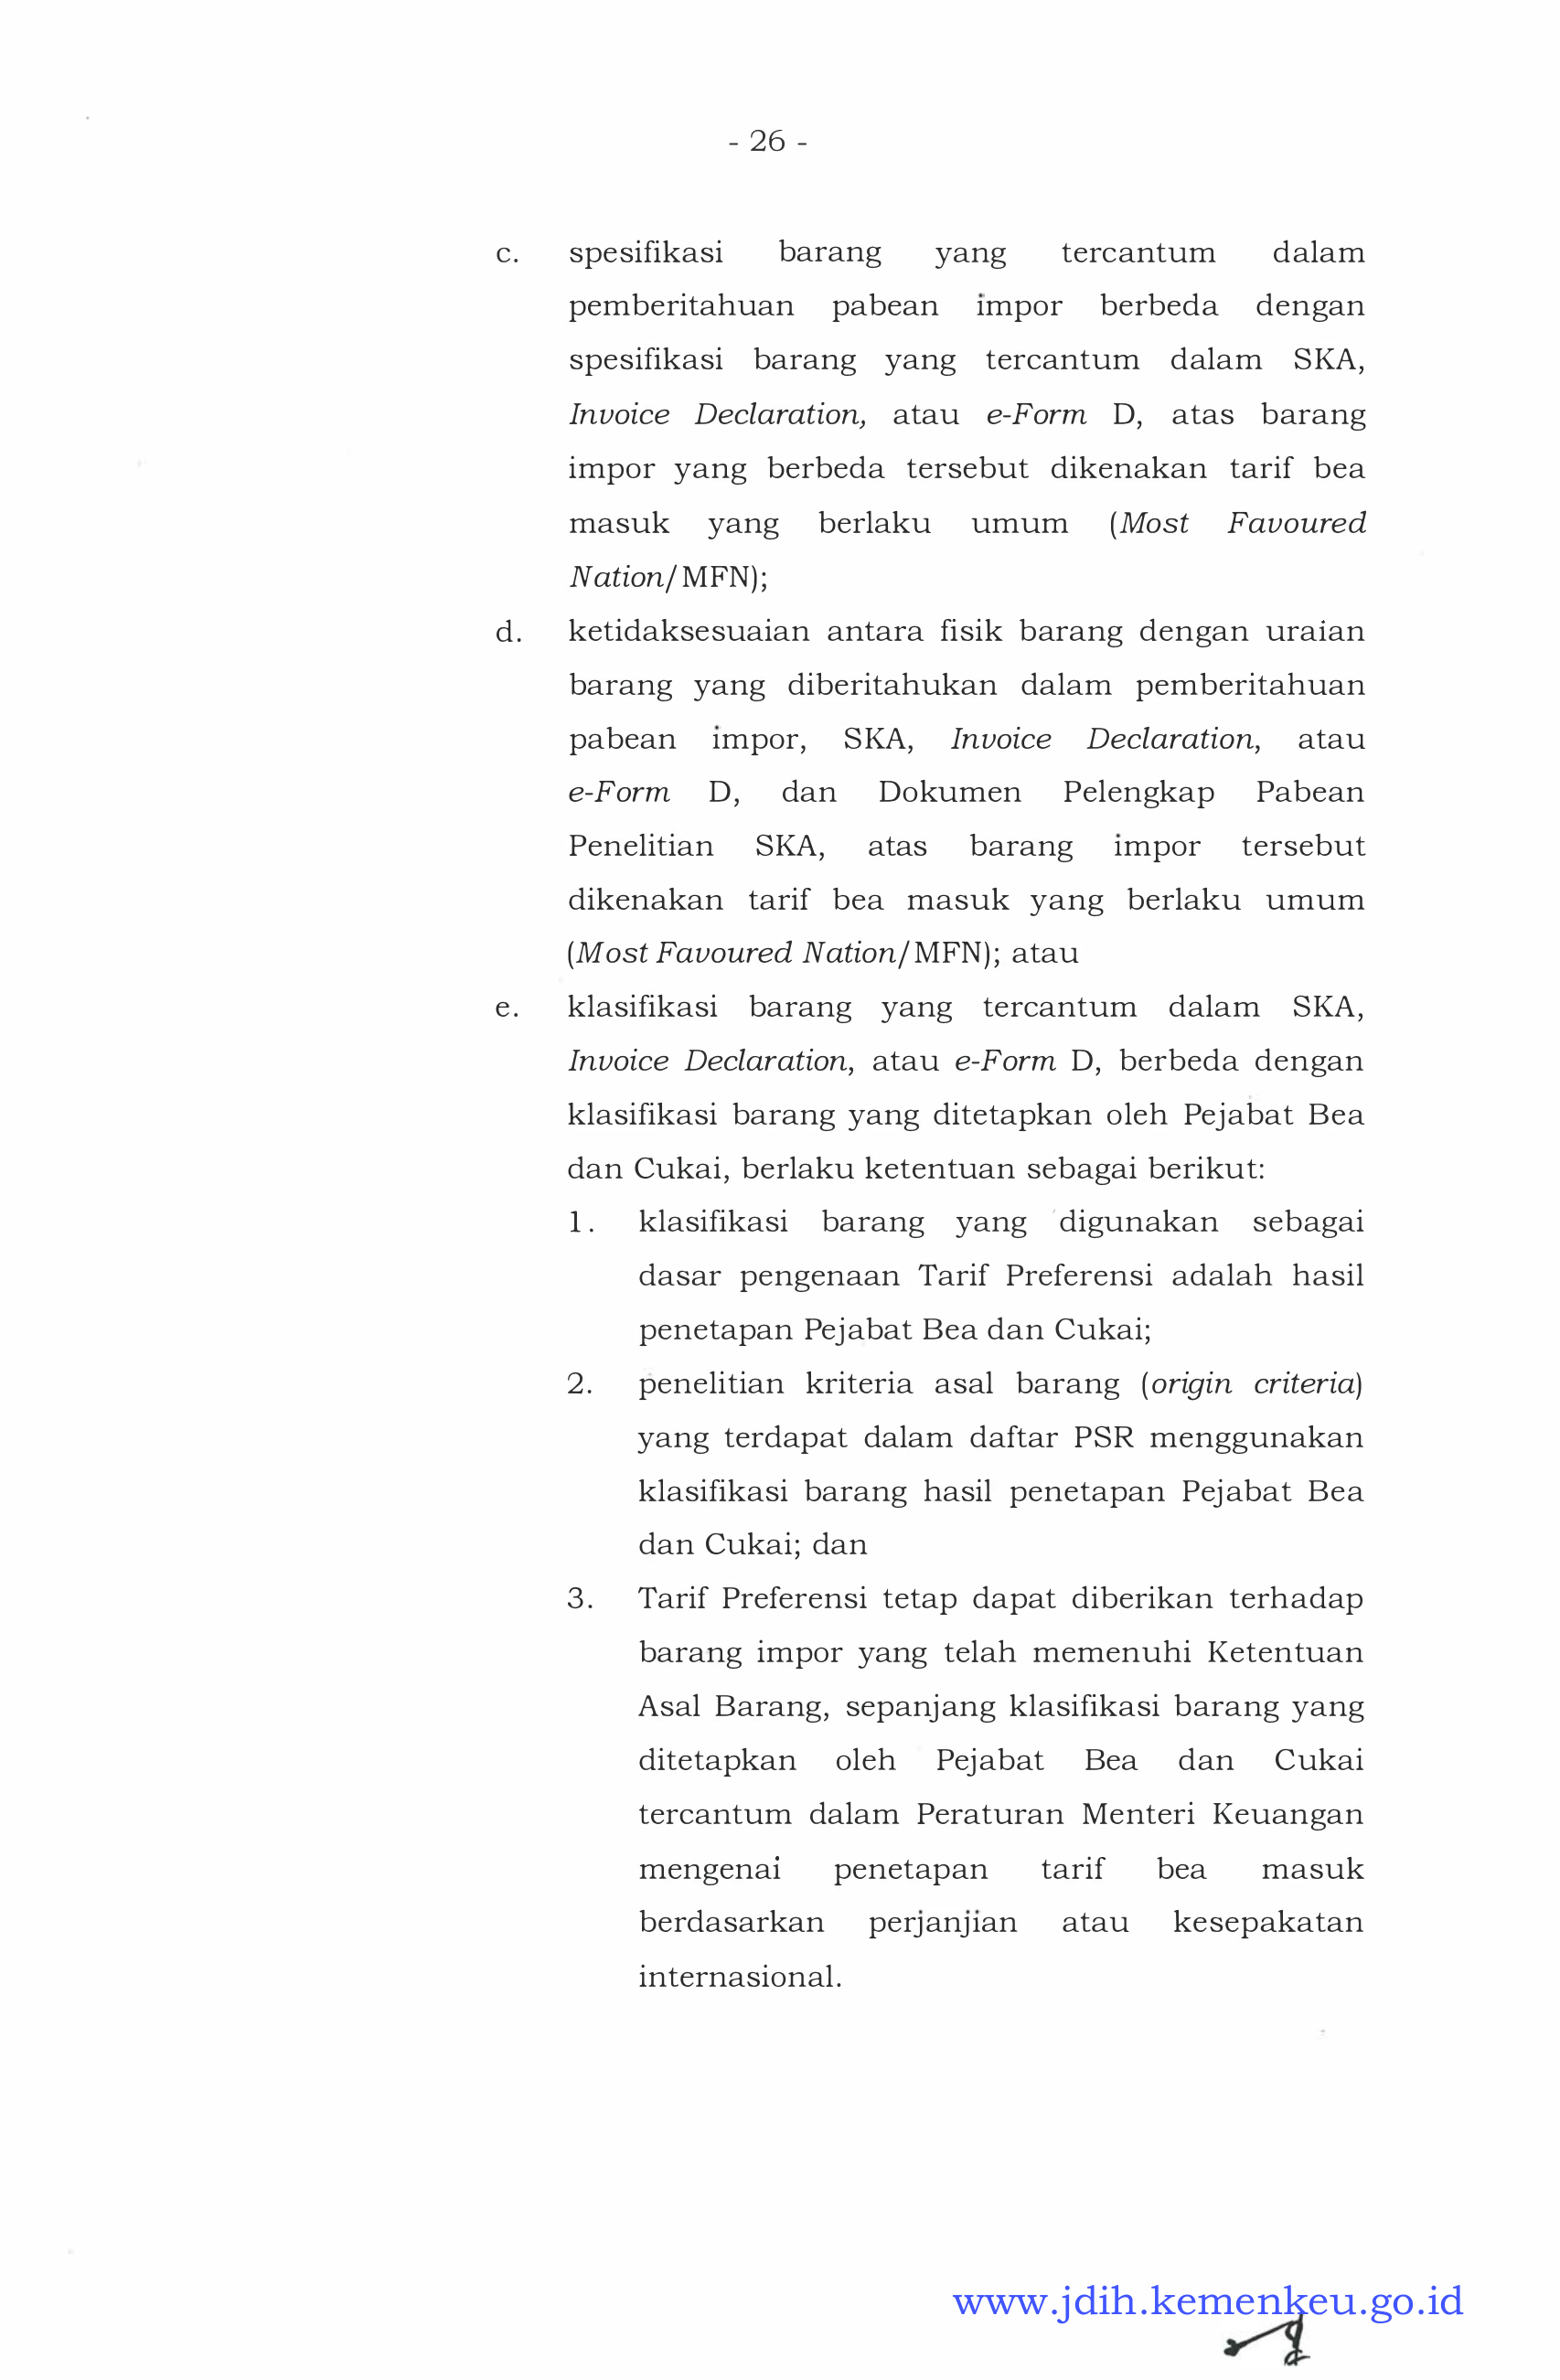 - 26 -
c. spesifikasi barang yang tercantum dalam
pemberitahuan pabean impor berbeda dengan
spesifikasi barang yang tercantum dalam SKA,
Invoice Declaration, atau e-Form D, atas barang
impor yang berbeda tersebut dikenakan tarif bea
masuk yang berlaku umum (Most Favoured
Nation/MFN);
d. ketidaksesuaian antara fisik barang dengan uraian
barang yang diberitahukan dalam pemberitahuan
pabean impor, SKA, Invoice Declaration, atau
e-Form D, dan Dokumen Pelengkap Pabean
Penelitian SKA, atas barang impor tersebut
dikenakan tarif bea masuk yang berlaku umum
(Most Favoured Nation/MFN); atau
e. klasifikasi barang yang tercantum dalam SKA,
Invoice Declaration, atau e-Form D, berbeda dengan
klasifikasi barang yang ditetapkan oleh Pejabat Bea
dan Cukai, berlaku ketentuan sebagai berikut:
1. klasifikasi barang yang digunakan sebagai
dasar pengenaan Tarif Preferensi adalah hasil
penetapan Pejabat Bea dan Cukai;
2. penelitian kriteria asal barang (origin criteria)
yang terdapat dalam daftar PSR menggunakan
klasifikasi barang hasil penetapan Pejabat Bea
dan Cukai; dan
3. Tarif Preferensi tetap dapat diberikan terhadap
barang impor yang telah memenuhi Ketentuan
Asal Barang, sepanjang klasifikasi barang yang
ditetapkan oleh Pejabat Bea dan Cukai
tercantum dalam Peraturan Menteri Keuangan
mengenai penetapan tarif bea masuk
berdasarkan perjanjian atau kesepakatan
internasional.
www.jdih.kemenkeu.go.id